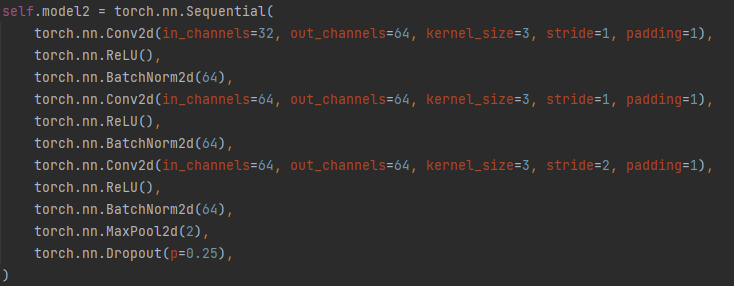 self.model2 = torch.nn.Sequential(
    torch.nn.Conv2d(in_channels=32, out_channels=64, kernel_size=3, stride=1, padding=1),
    torch.nn.ReLU(),
    torch.nn.BatchNorm2d(64),
    torch.nn.Conv2d(in_channels=64, out_channels=64, kernel_size=3, stride=1, padding=1),
    torch.nn.ReLU(),
    torch.nn.BatchNorm2d(64),
    torch.nn.Conv2d(in_channels=64, out_channels=64, kernel_size=3, stride=2, padding=1),
    torch.nn.ReLU(),
    torch.nn.BatchNorm2d(64),
    torch.nn.MaxPool2d(2),
    torch.nn.Dropout(p=0.25),
)